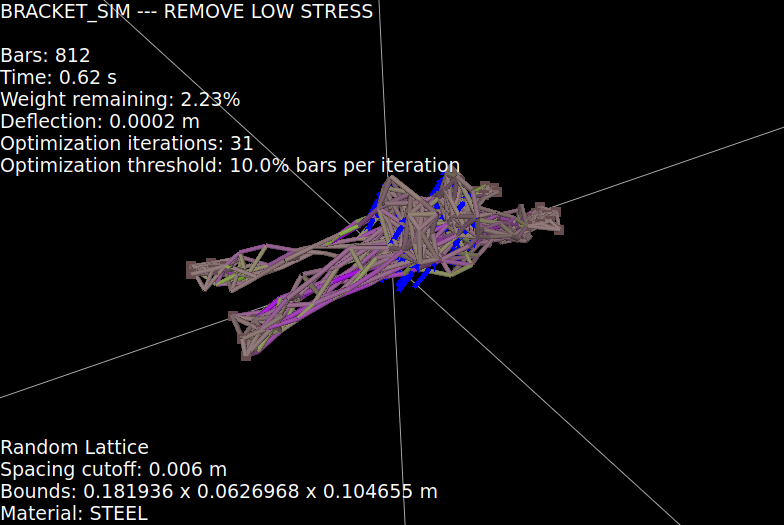 BRACKET_SIM --- REMOVE LOW STRESS
Bars: 812
Time: 0.62 s
Weight remaining: 2.23%
Deflection: 0.0002 m
Optimization iterations: 31
Optimization threshold: 10.0% bars per iteration
Random Lattice
Spacing cutoff: 0.006 m
Bounds: 0.181936 x 0.0626968 x 0.104655 m
Material: STEEL